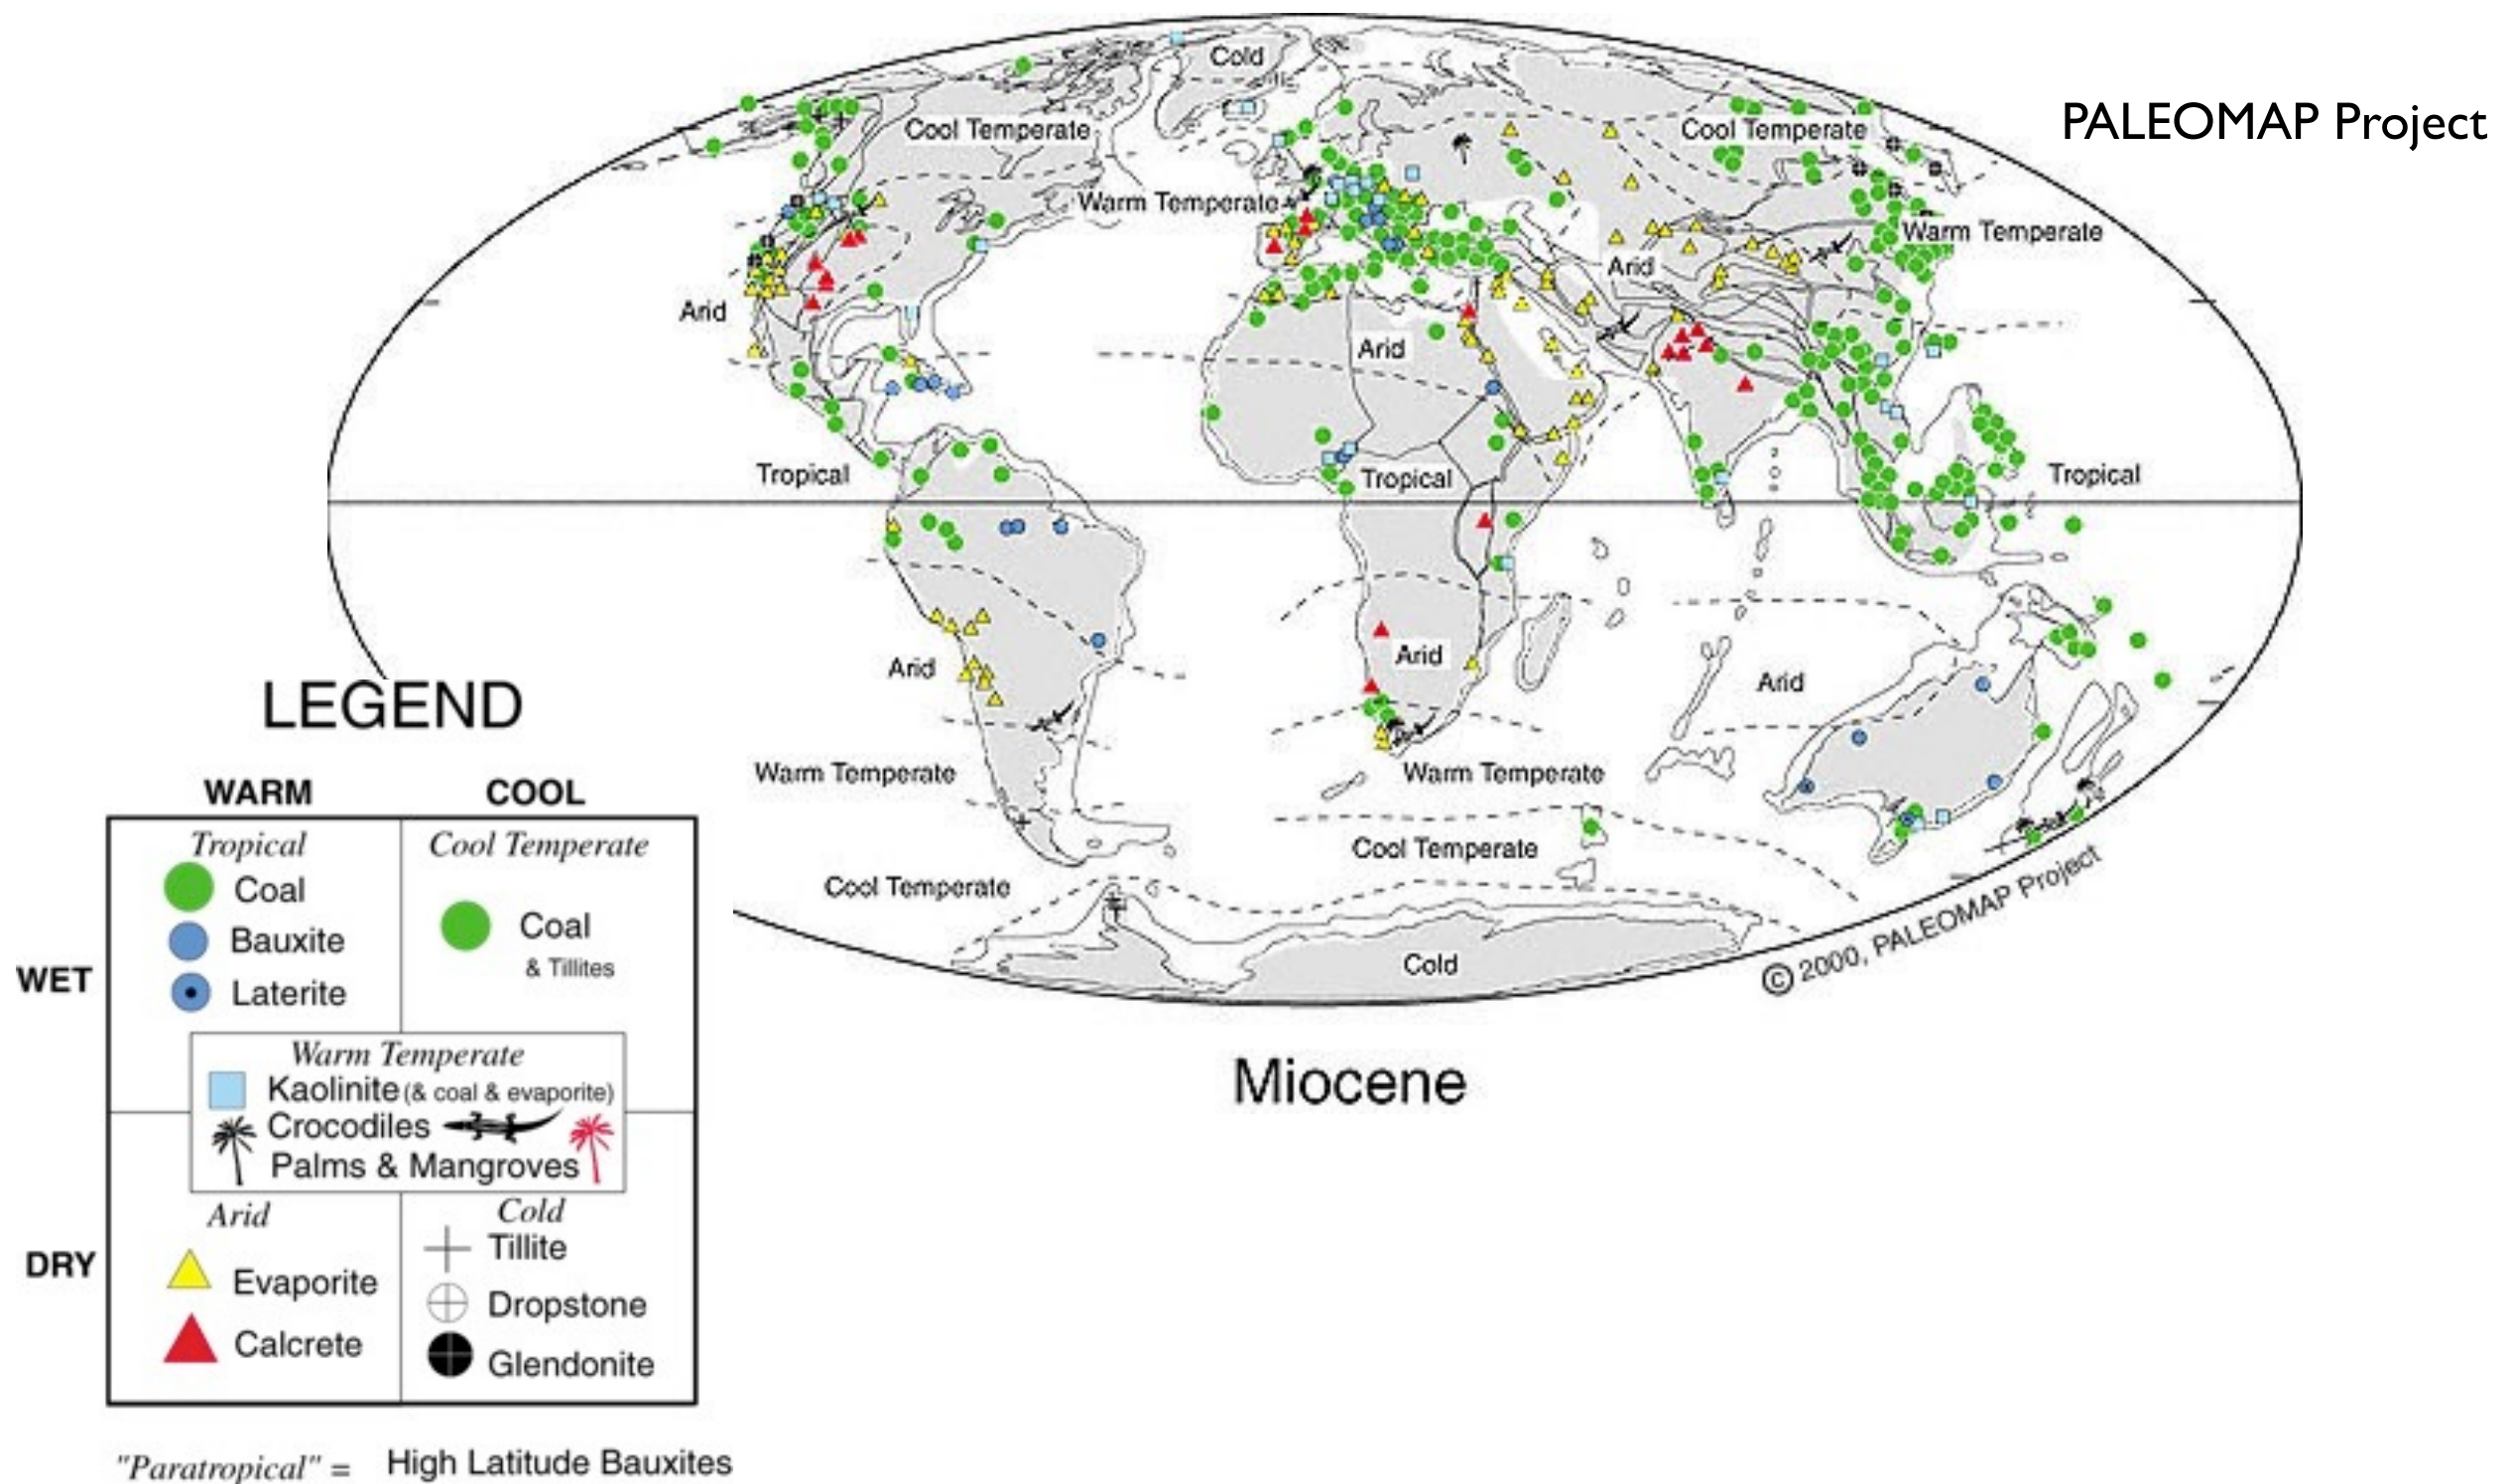 PALEOMAP Project
Cold
Cool Temperate
Cool Temperate
Warm Temperate
Warm Temperate
Arid
Arid
Arid
Tropical
Tropical
Tropical
Arid
Arid
Arid
Warm Temperate
Warm Temperate
Cool Temperate
Cool Temperate
Cold
© 2000, PALEOMAP Project
Miocene
LEGEND
WARM
COOL
WET
DRY
Tropical
Coal
Bauxite
Laterite
Cool Temperate
Coal
& Tillites
Warm Temperate
Kaolinite (& coal & evaporite)
Crocodiles
Palms & Mangroves
Arid
Evaporite
Calcrete
Cold
Tillite
Dropstone
Glendonite
"Paratropical" = High Latitude Bauxites